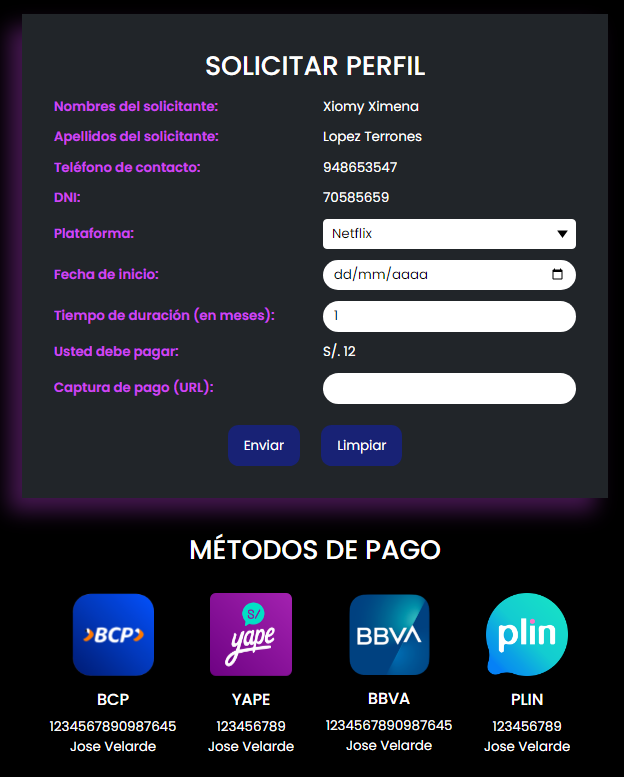 SOLICITAR PERFIL
Nombres del solicitante: Xiomy Ximena
Apellidos del solicitante: Lopez Terrones
Teléfono de contacto: 948653547
DNI: 70585659
Plataforma: Netflix
Fecha de inicio: dd/mm/aaaa
Tiempo de duración (en meses): 1
Usted debe pagar: S/. 12
Captura de pago (URL):
Enviar Limpiar
MÉTODOS DE PAGO
BCP S/ yape BBVA plin
BCP YAPE BBVA PLIN
1234567890987645 123456789 1234567890987645 123456789
Jose Velarde Jose Velarde Jose Velarde Jose Velarde